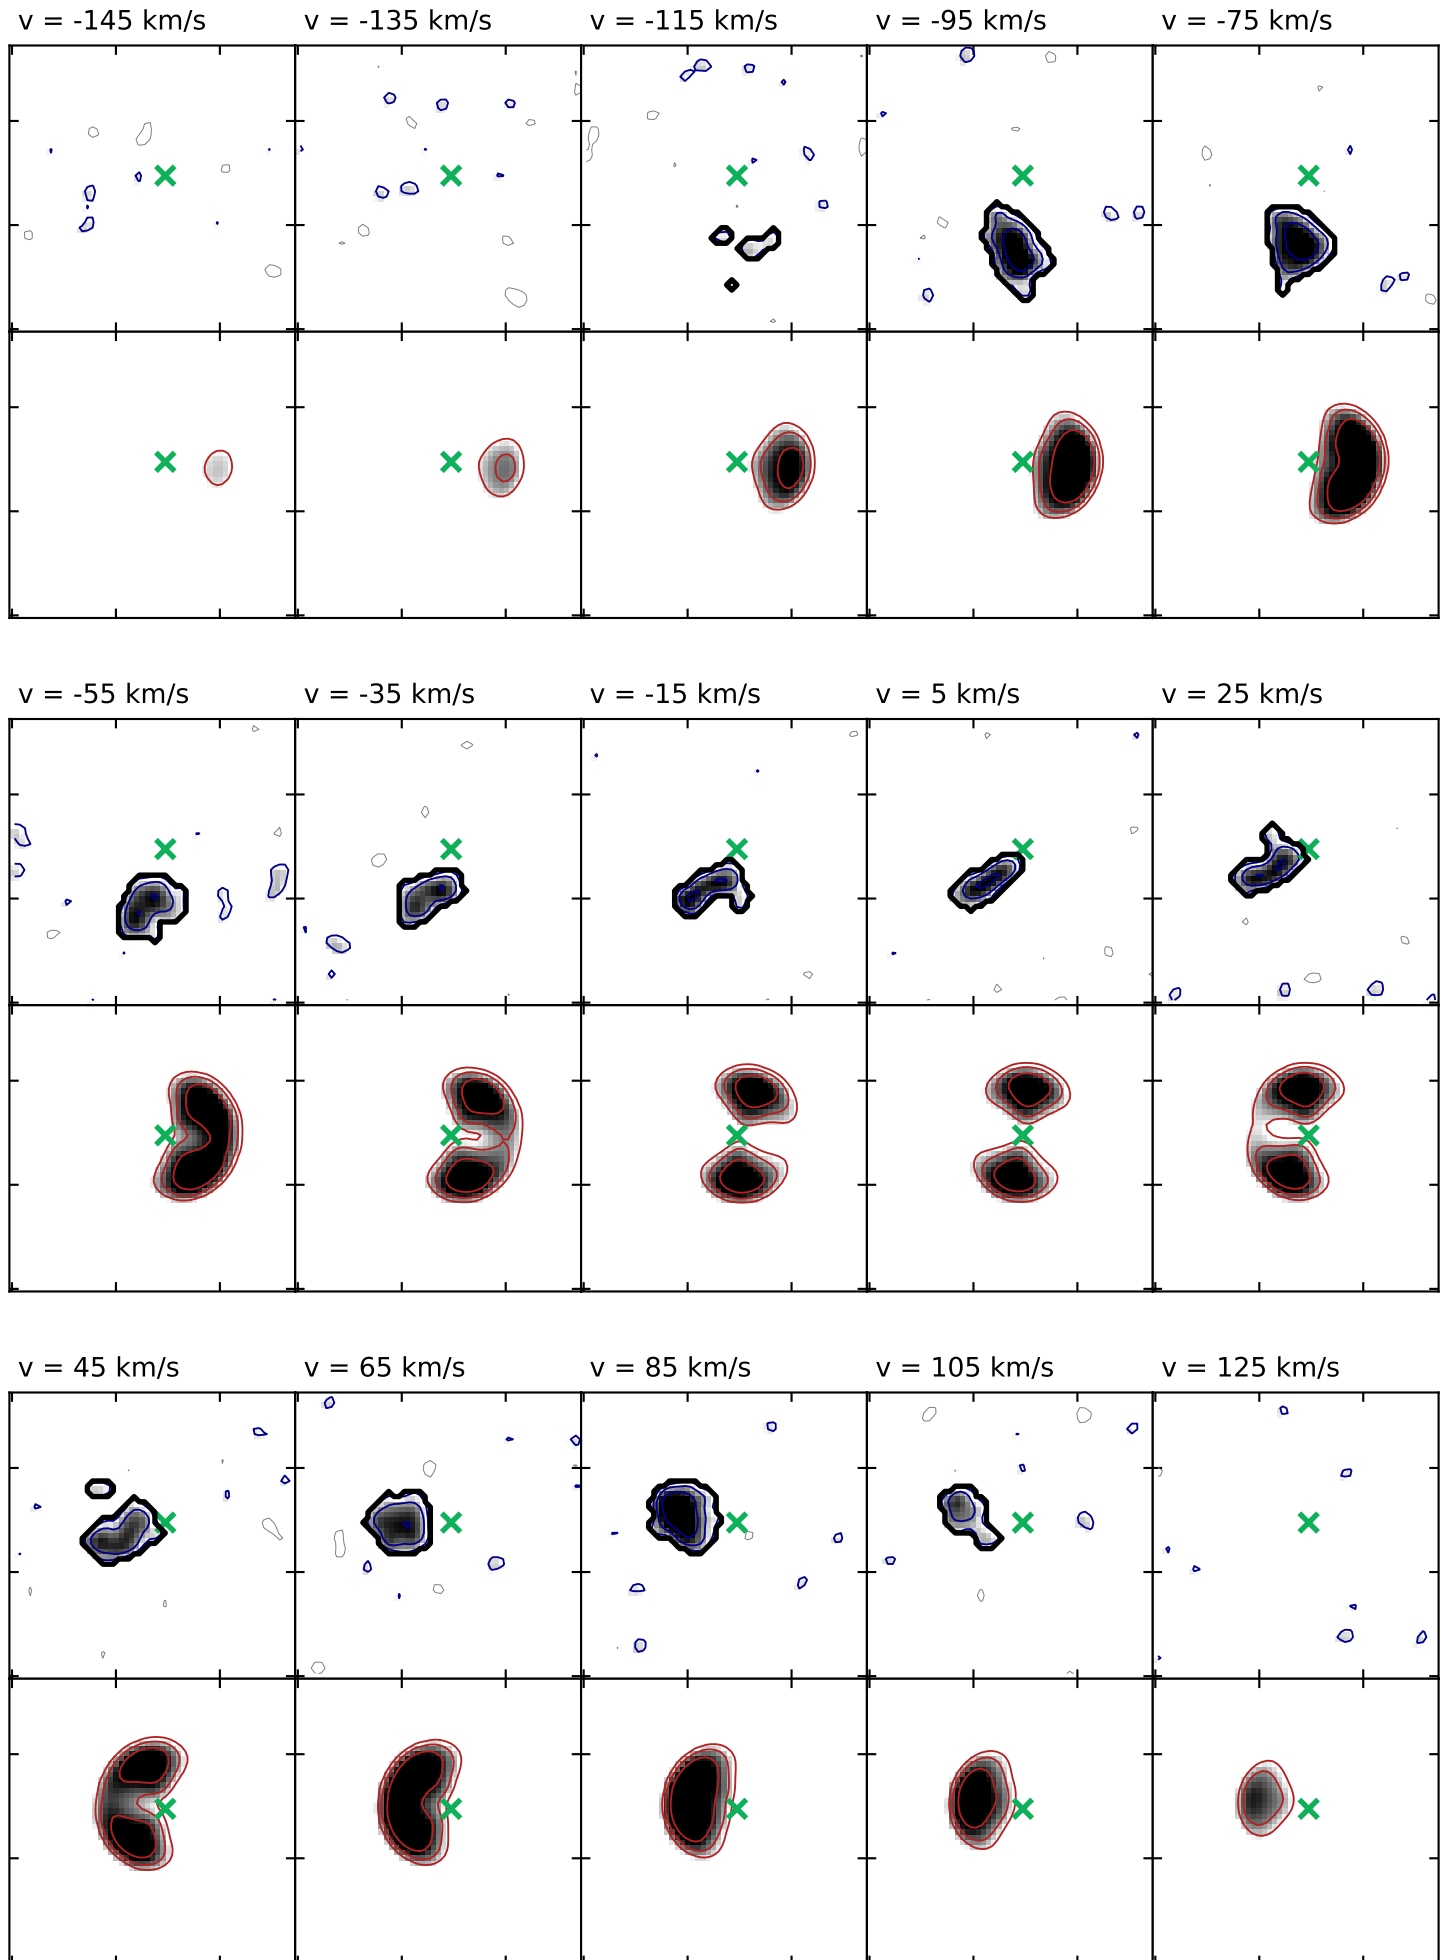 v = -145 km/s v = -135 km/s v = -115 km/s v = -95 km/s v = -75 km/s
v = -55 km/s v = -35 km/s v = -15 km/s v = 5 km/s v = 25 km/s
v = 45 km/s v = 65 km/s v = 85 km/s v = 105 km/s v = 125 km/s